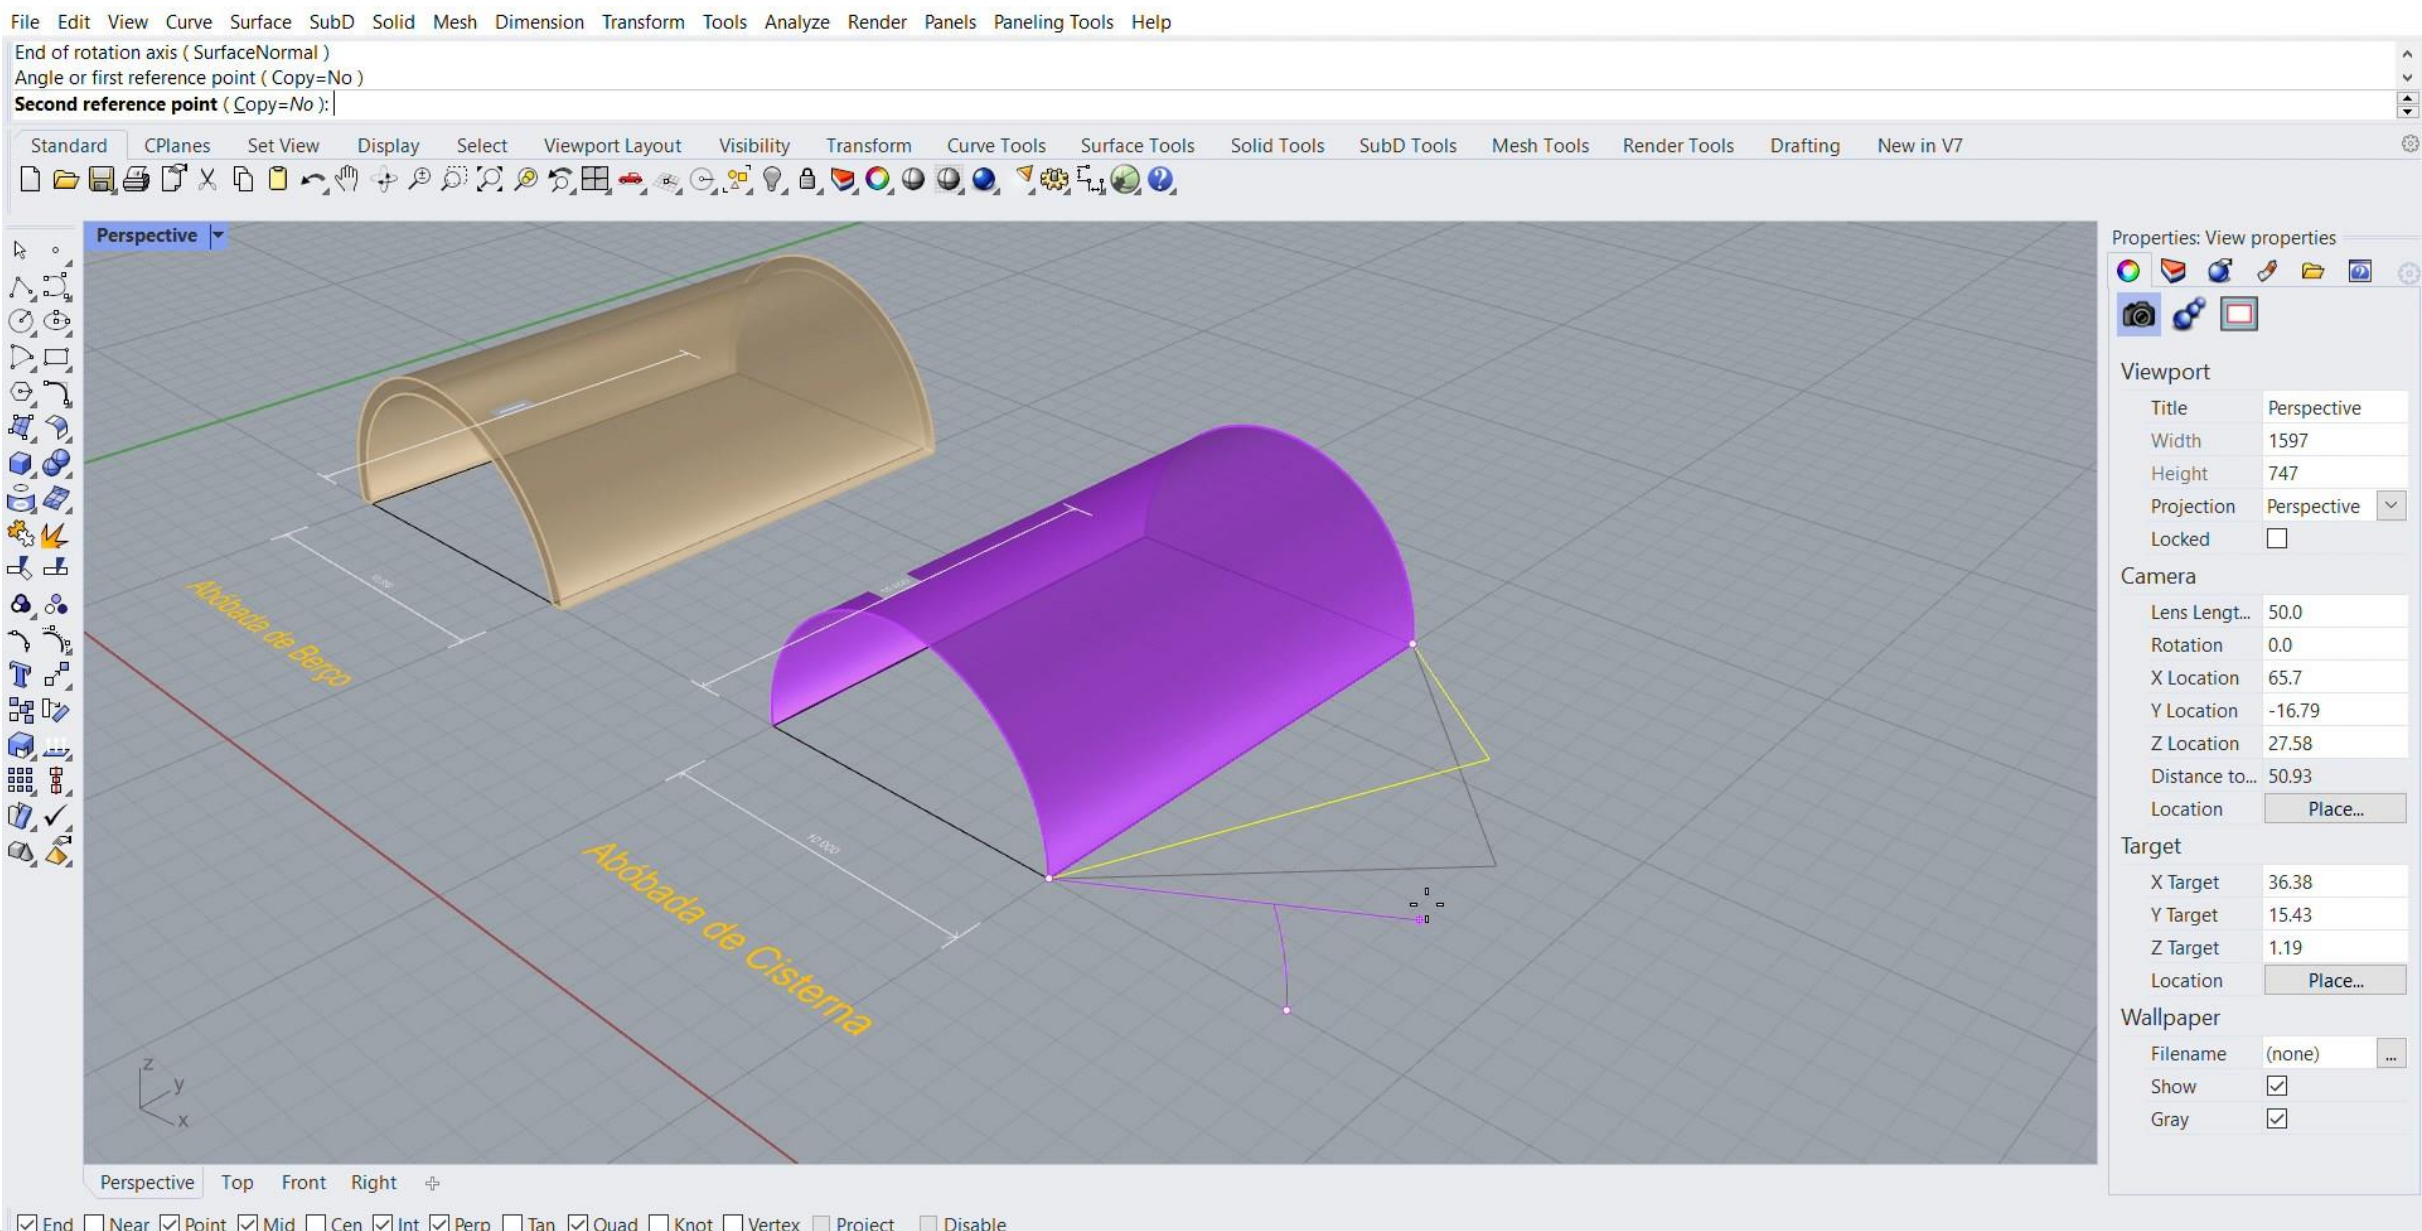 File Edit View Curve Surface SubD Solid Mesh Dimension Transform Tools Analyze Render Panels Paneling Tools Help
End of rotation axis ( SurfaceNormal )
Angle or first reference point ( Copy=No )
Second reference point ( Copy=No ):
Standard CPlanes Set View Display Select Viewport Layout Visibility Transform Curve Tools Surface Tools Solid Tools SubD Tools Mesh Tools Render Tools Drafting New in V7
Perspective
Abóbada de Berço
10.000
Abóbada de Cisterna
z
y
x
Perspective Top Front Right
End Near Point Mid Cen Int Perp Tan Quad Knot Vertex Project Disable
Properties: View properties
Viewport
Title Perspective
Width 1597
Height 747
Projection Perspective
Locked
Camera
Lens Lengt... 50.0
Rotation 0.0
X Location 65.7
Y Location -16.79
Z Location 27.58
Distance to... 50.93
Location Place...
Target
X Target 36.38
Y Target 15.43
Z Target 1.19
Location Place...
Wallpaper
Filename (none) ...
Show
Gray